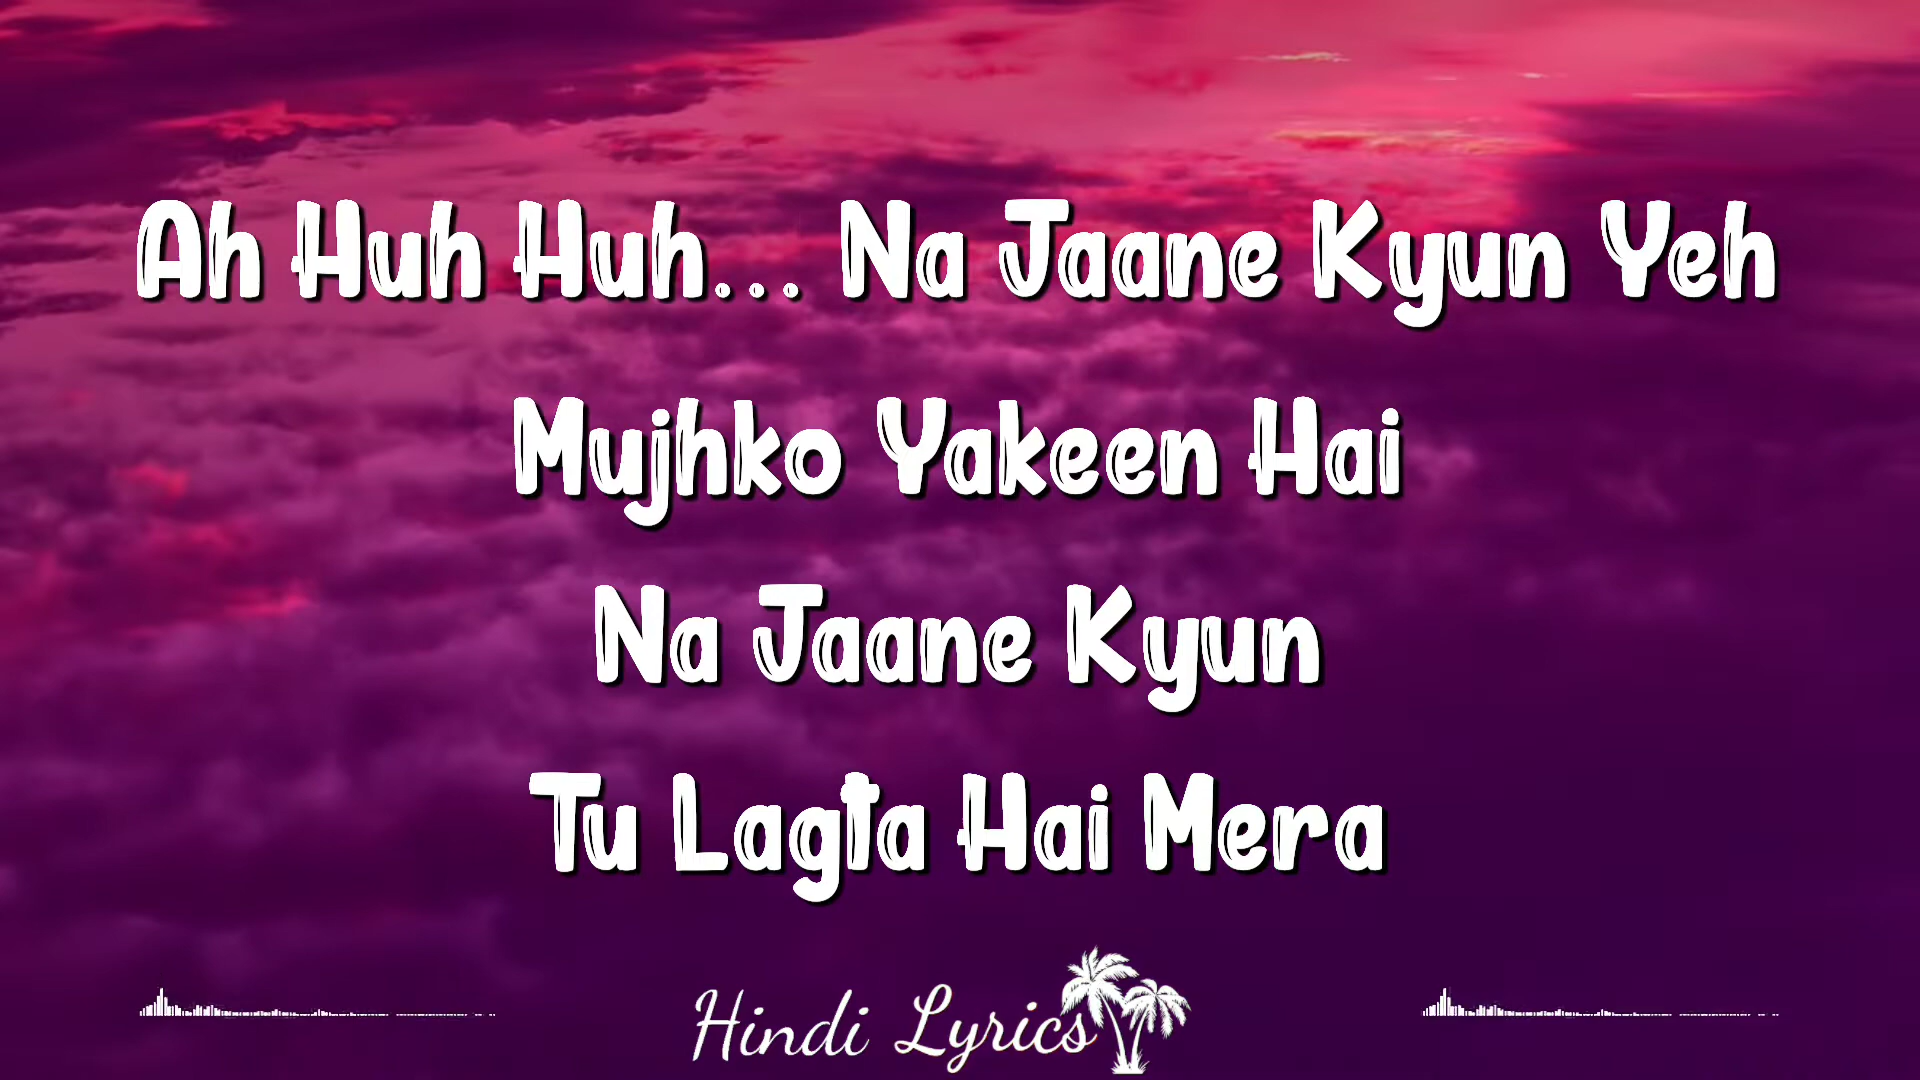 Ah Huh Huh... Na Jaane Kyun Yeh
Mujhko Yakeen Hai
Na Jaane Kyun
Tu Lagta Hai Mera
Hindi Lyrics